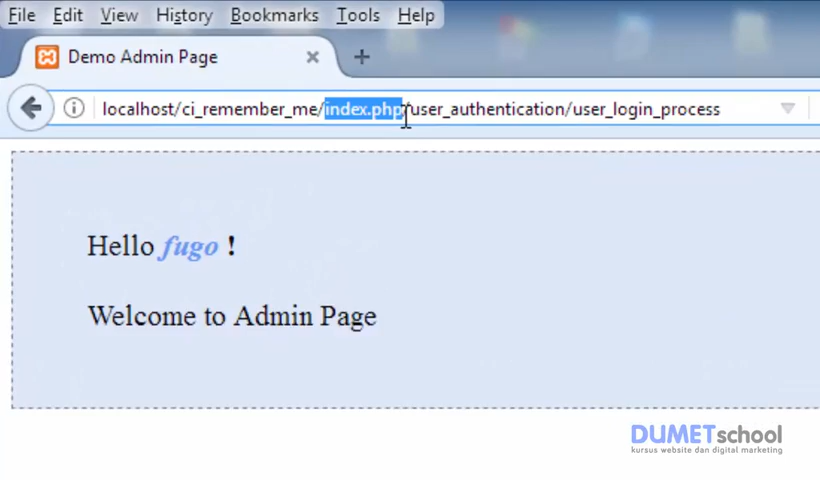 File Edit View History Bookmarks Tools Help
Demo Admin Page
localhost/ci_remember_me/index.php/user_authentication/user_login_process
Hello fugo !
Welcome to Admin Page
DUMETschool
kursus website dan digital marketing